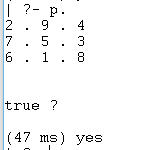 | ?- p.
2 . 9 . 4
7 . 5 . 3
6 . 1 . 8
true ?
(47 ms) yes